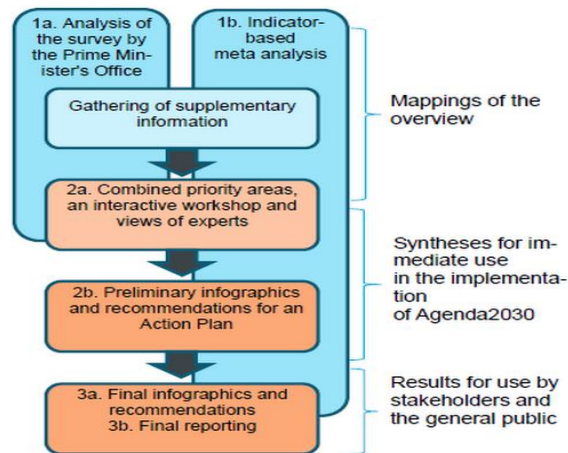 1a. Analysis of
the survey by
the Prime Min-
ister's Office
1b. Indicator-
based
meta analysis
Gathering of supplementary
information
Mappings of the
overview
2a. Combined priority areas,
an interactive workshop and
views of experts
Syntheses for im-
mediate use
in the implementa-
tion
of Agenda2030
2b. Preliminary infographics
and recommendations for an
Action Plan
3a. Final infographics and
recommendations
3b. Final reporting
Results for use by
stakeholders and
the general public